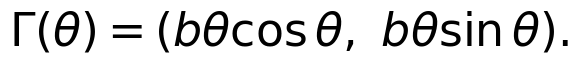 Γ(θ) = (bθcos θ, bθsin θ).